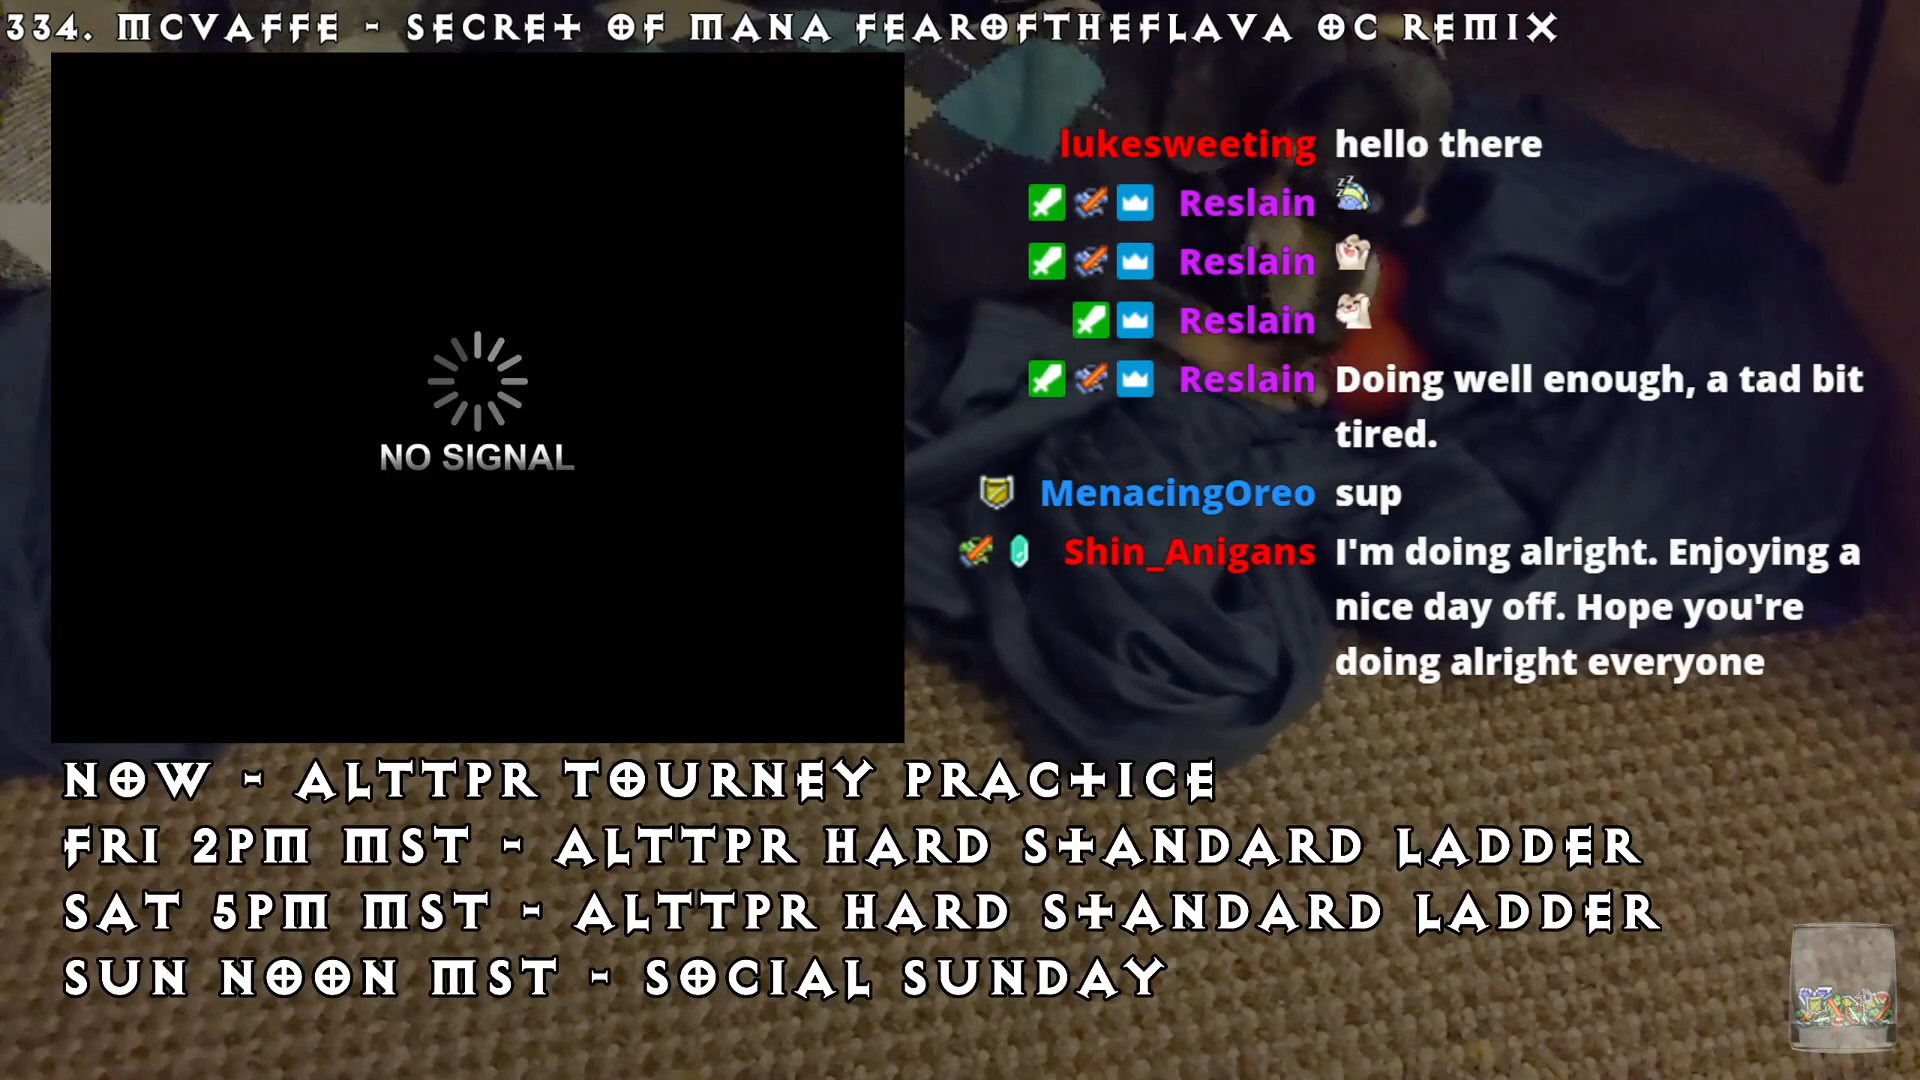 334. MCVAFFE - SECRET OF MANA FEAROFTHEFLAVA OC REMIX
NO SIGNAL
lukesweeting hello there
Reslain
Reslain
Reslain
Reslain Doing well enough, a tad bit
tired.
MenacingOreo sup
Shin_Anigans I'm doing alright. Enjoying a
nice day off. Hope you're
doing alright everyone
NOW - ALTTPR TOURNEY PRACTICE
FRI 2PM MST - ALTTPR HARD STANDARD LADDER
SAT 5PM MST - ALTTPR HARD STANDARD LADDER
SUN NOON MST - SOCIAL SUNDAY